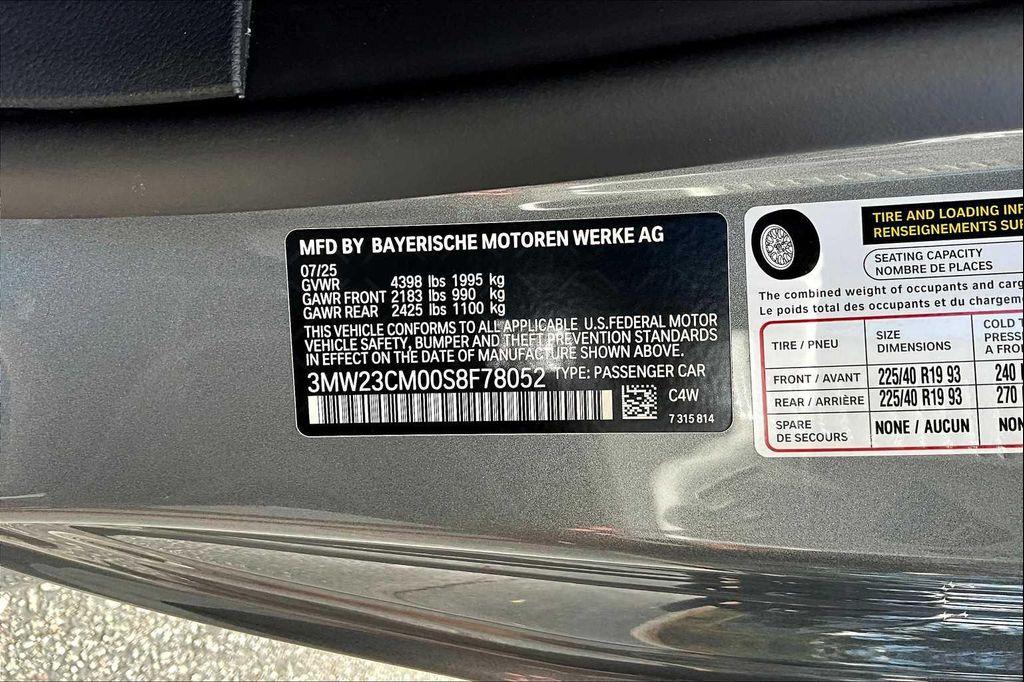 MFD BY BAYERISCHE MOTOREN WERKE AG
07/25
GVWR 4398 lbs 1995 kg
GAWR FRONT 2183 lbs 990 kg
GAWR REAR 2425 lbs 1100 kg
THIS VEHICLE CONFORMS TO ALL APPLICABLE U.S.FEDERAL MOTOR
VEHICLE SAFETY, BUMPER AND THEFT PREVENTION STANDARDS
IN EFFECT ON THE DATE OF MANUFACTURE SHOWN ABOVE.
3MW23CM00S8F78052 TYPE: PASSENGER CAR
C4W
7 315 814
TIRE AND LOADING INF
RENSEIGNEMENTS SUR
SEATING CAPACITY
NOMBRE DE PLACES
The combined weight of occupants and carg
Le poids total des occupants et du chargem
TIRE / PNEU SIZE DIMENSIONS COLD T PRESS A FROI
FRONT / AVANT 225/40 R19 93 240
REAR / ARRIÈRE 225/40 R19 93 270
SPARE DE SECOURS NONE / AUCUN NON